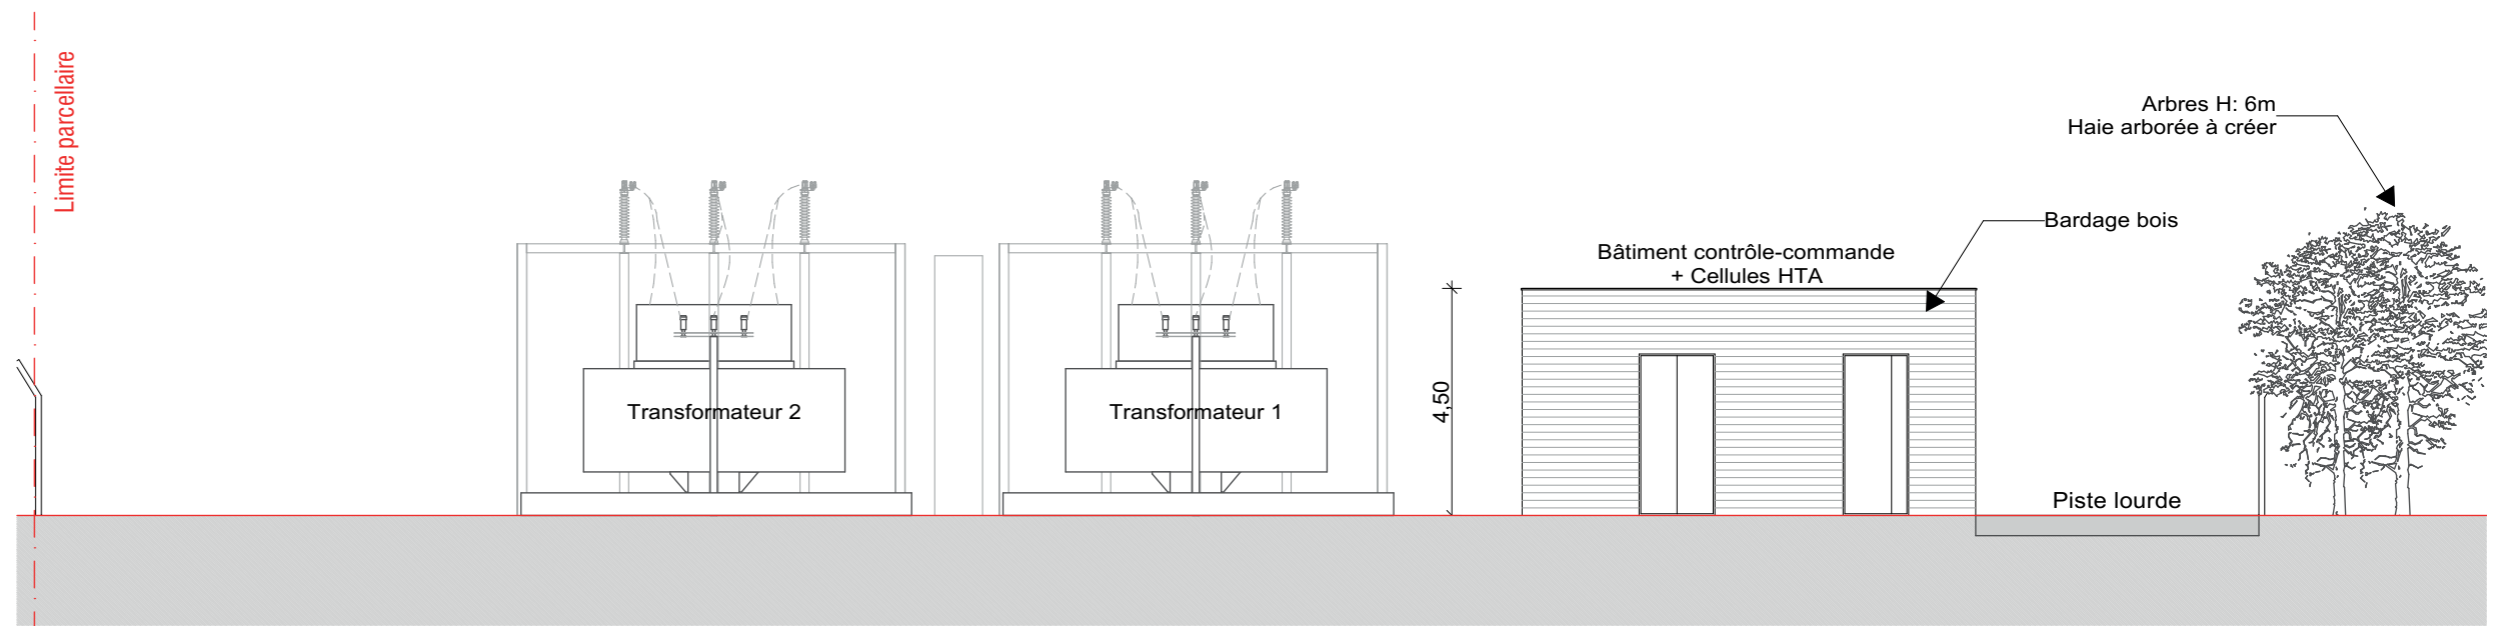 Limite parcellaire
Arbres H: 6m
Haie arborée à créer
Bardage bois
Bâtiment contrôle-commande
+ Cellules HTA
4,50
Transformateur 2
Transformateur 1
Piste lourde